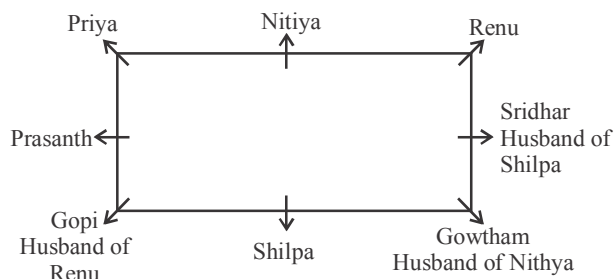 Priya
Nitiya
Renu
Prasanth
Sridhar
Husband of
Shilpa
Gopi
Husband of
Renu
Shilpa
Gowtham
Husband of Nithya